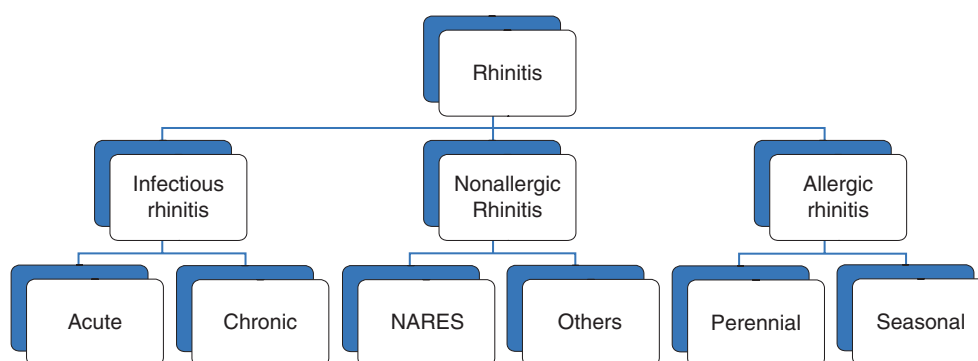 Rhinitis
Infectious
rhinitis
Nonallergic
Rhinitis
Allergic
rhinitis
Acute
Chronic
NARES
Others
Perennial
Seasonal